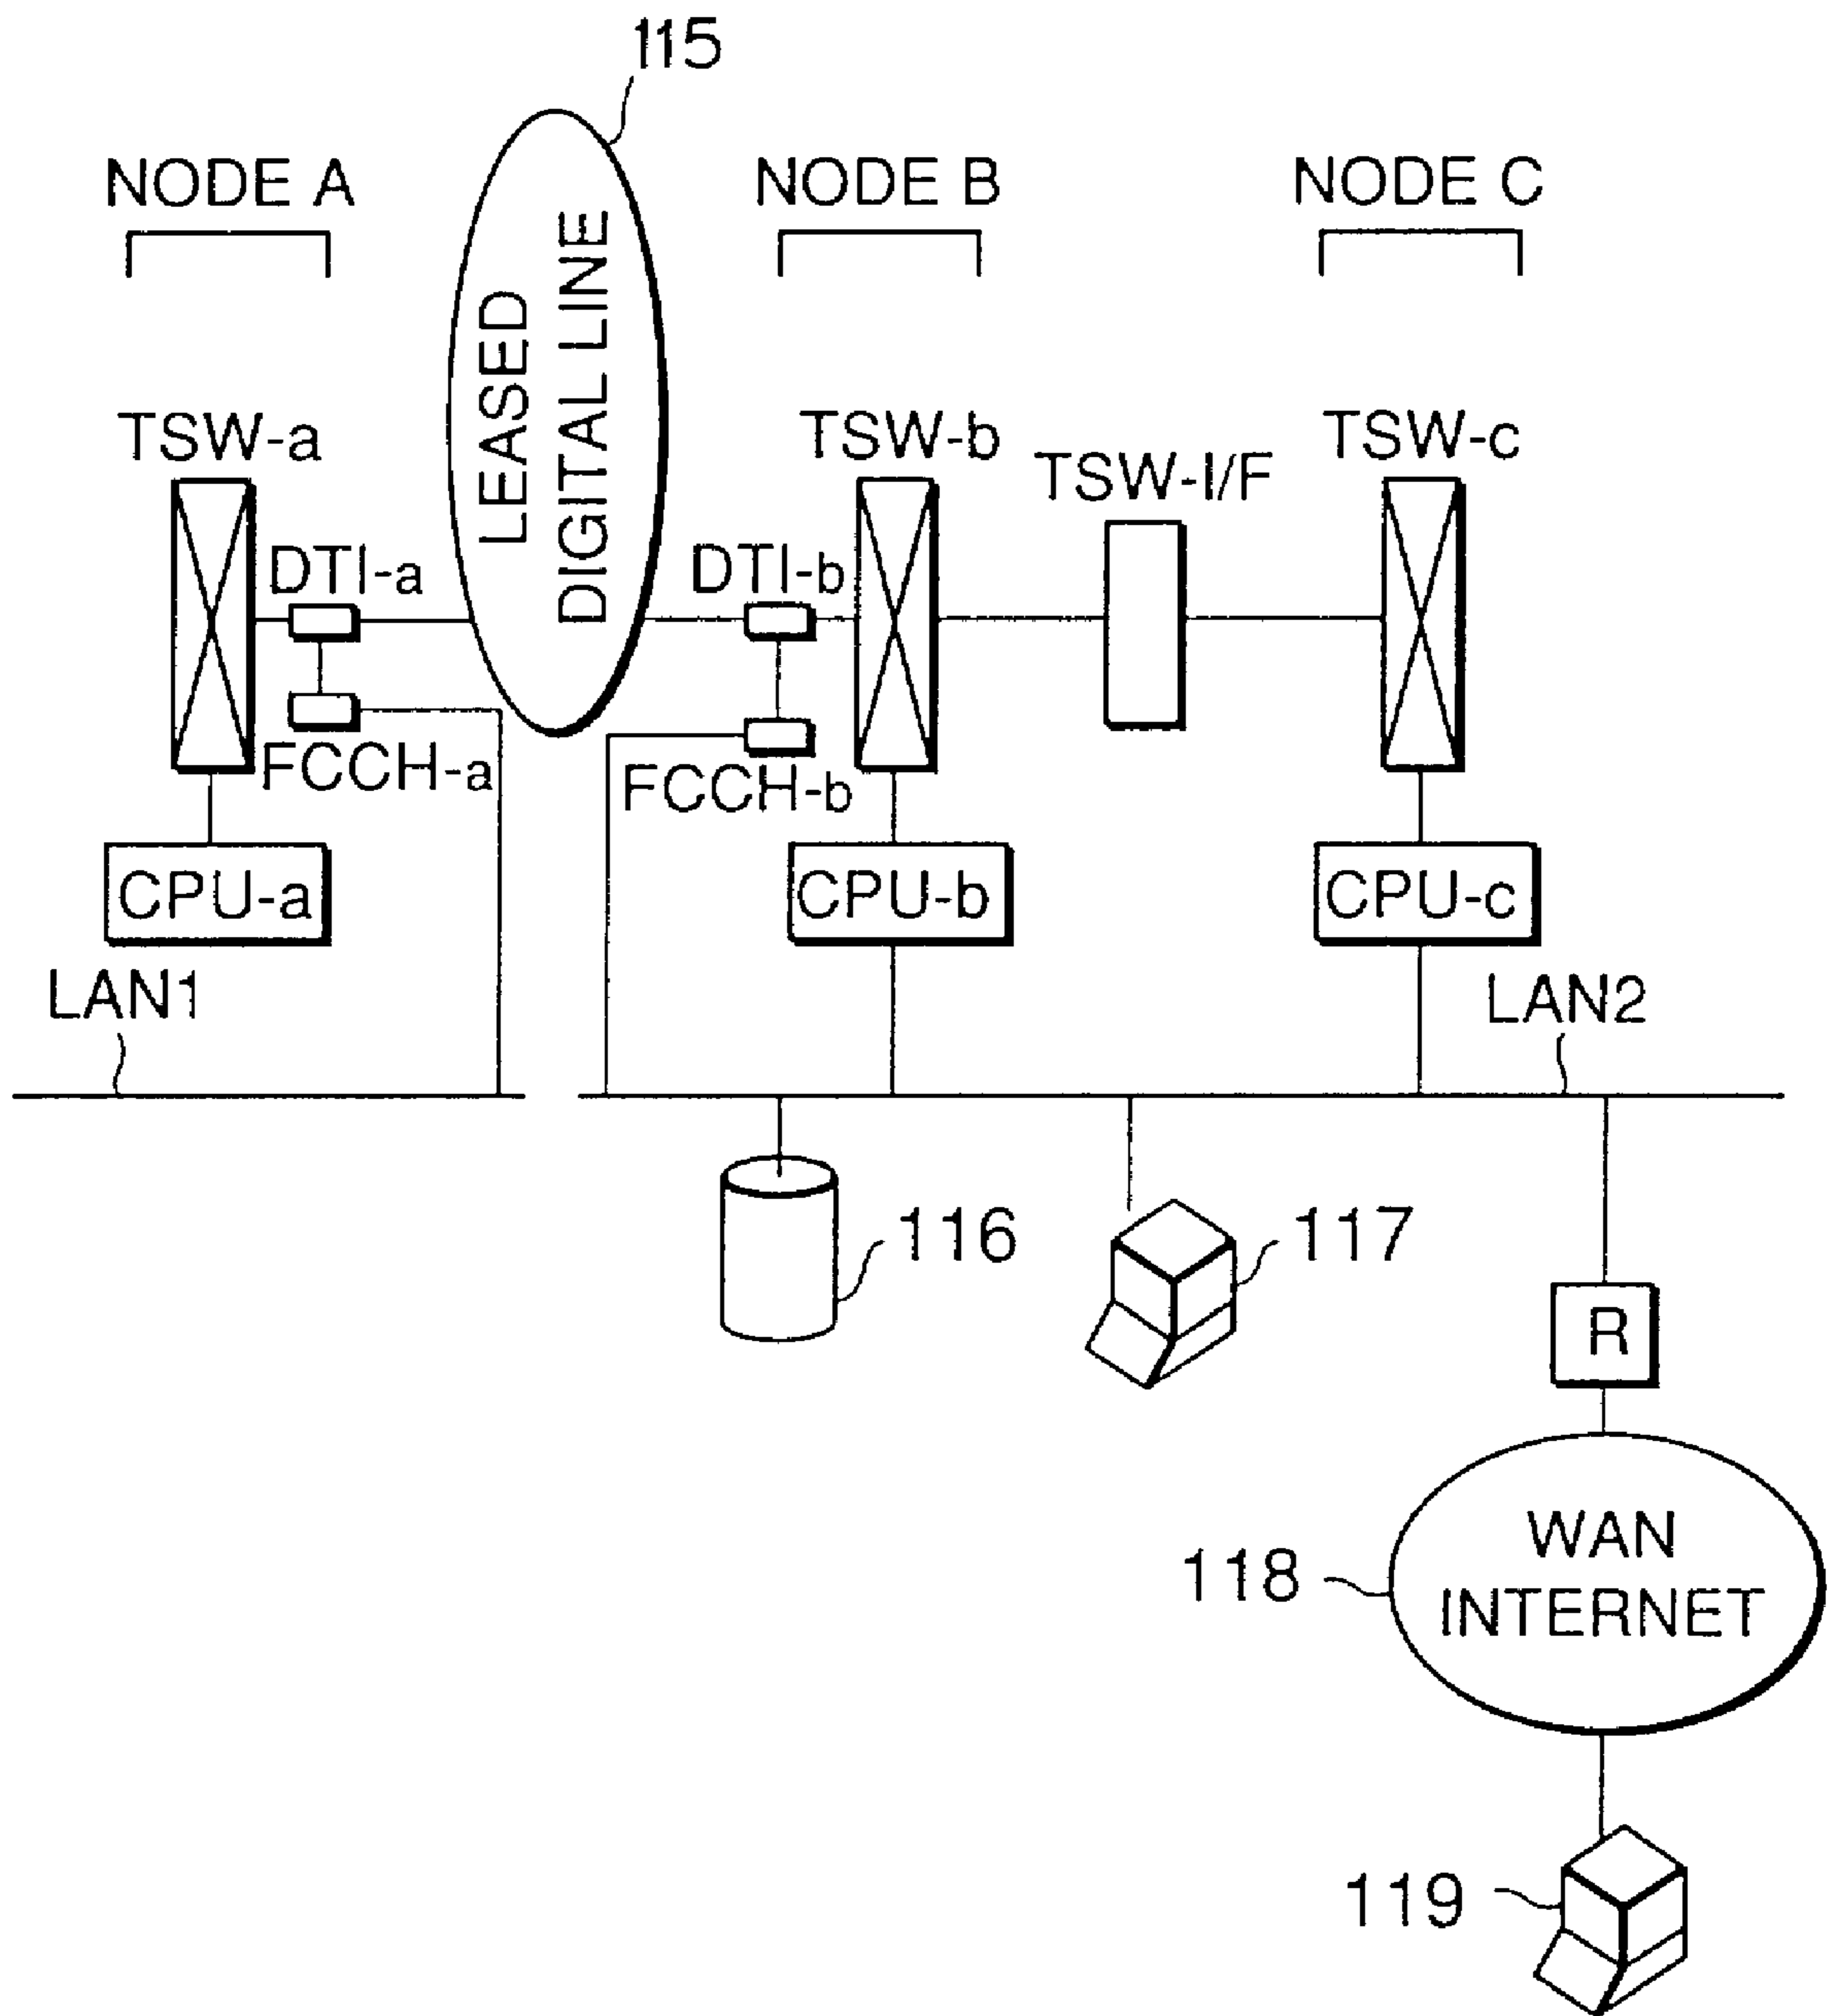 115
NODE A
NODE B
NODE C
LEASED
DIGITAL LINE
TSW-a
TSW-b
TSW-I/F
TSW-c
DTI-a
DTI-b
FCCH-a
FCCH-b
CPU-a
CPU-b
CPU-c
LAN1
LAN2
116
117
R
118
WAN
INTERNET
119